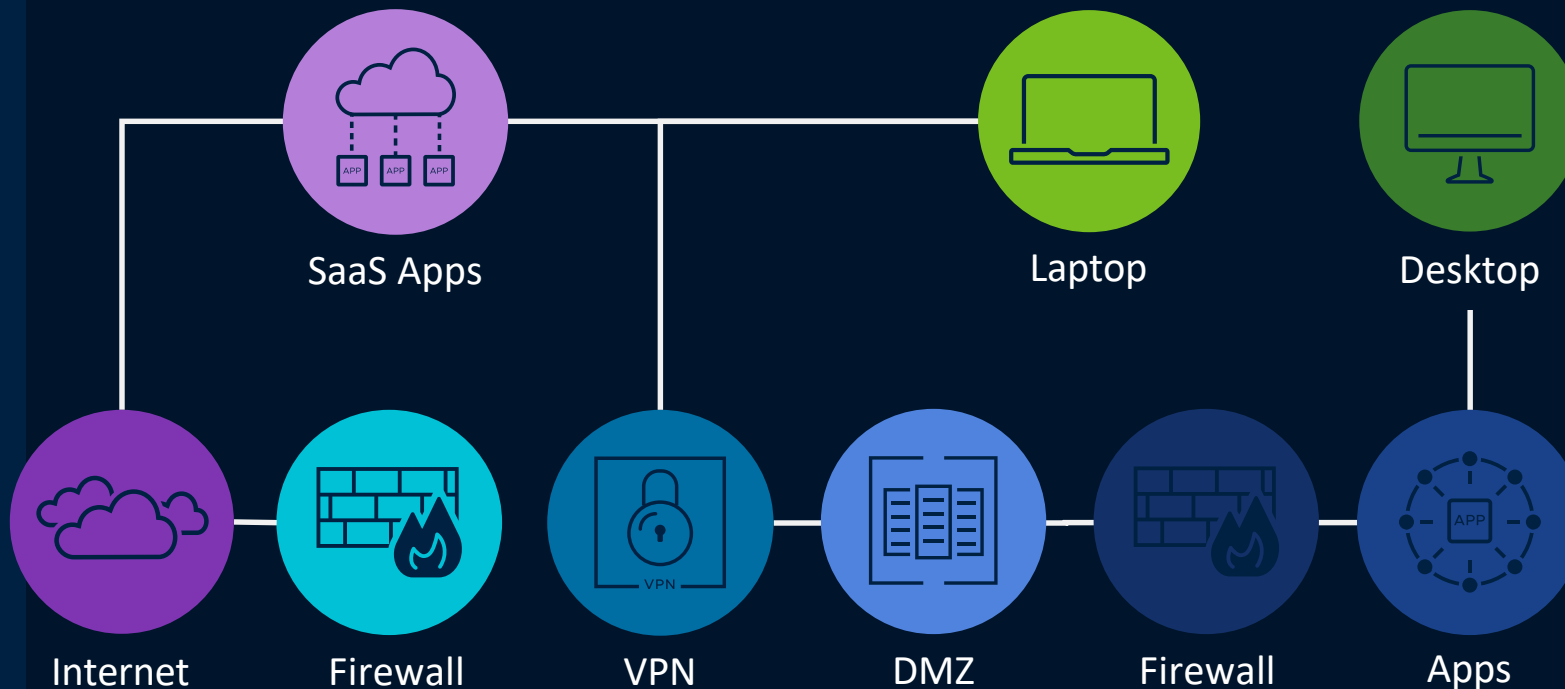 APP APP APP
SaaS Apps
Laptop
Desktop
VPN
APP
Internet
Firewall
VPN
DMZ
Firewall
Apps